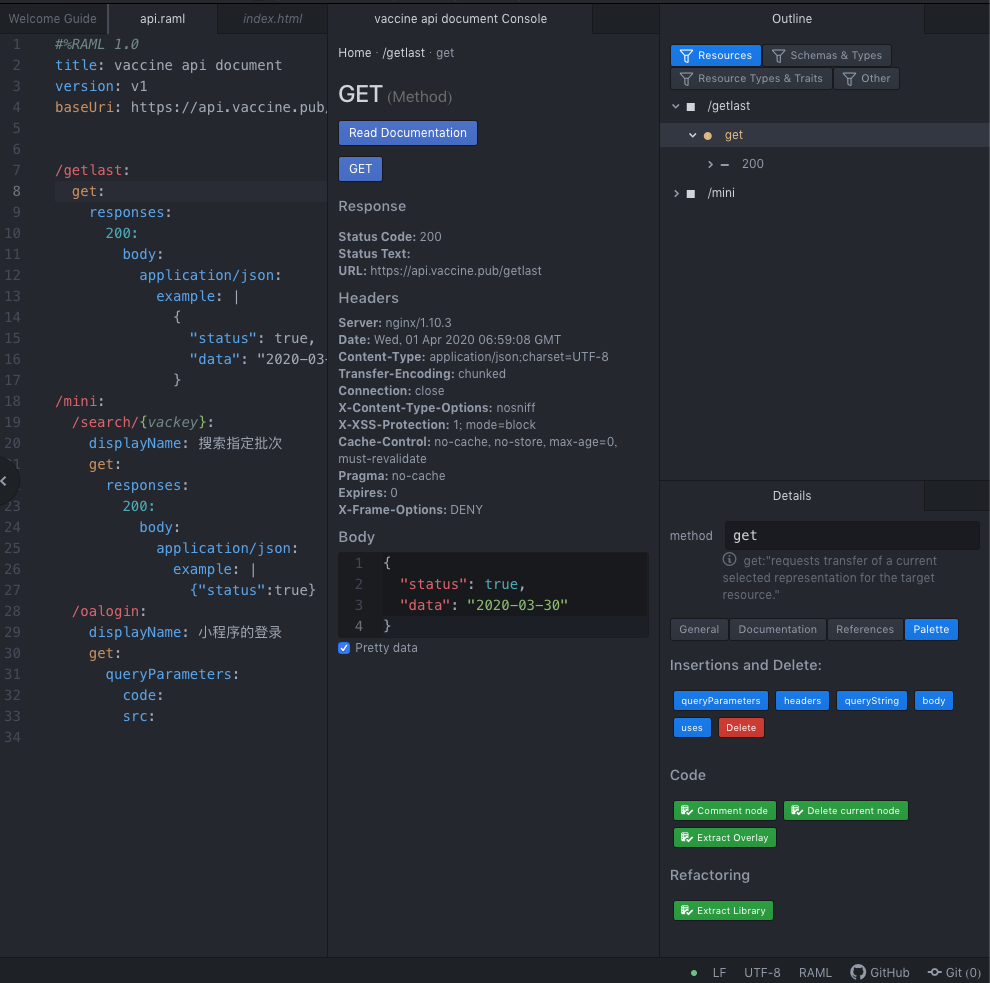 Welcome Guide
api.raml
index.html
1 #%RAML 1.0
2 title: vaccine api document
3 version: v1
4 baseUri: https://api.vaccine.pub/
5
6
7 /getlast:
8 get:
9 responses:
10 200:
11 body:
12 application/json:
13 example: |
14 {
15 "status": true,
16 "data": "2020-03-
17 }
18 /mini:
19 /search/{vackey}:
20 displayName: 搜索指定批次
get:
responses:
23 200:
24 body:
25 application/json:
26 example: |
27 {"status":true}
28 /oalogin:
29 displayName: 小程序的登录
30 get:
31 queryParameters:
32 code:
33 src:
34
vaccine api document Console
Home · /getlast · get
GET (Method)
Read Documentation
GET
Response
Status Code: 200
Status Text:
URL: https://api.vaccine.pub/getlast
Headers
Server: nginx/1.10.3
Date: Wed, 01 Apr 2020 06:59:08 GMT
Content-Type: application/json;charset=UTF-8
Transfer-Encoding: chunked
Connection: close
X-Content-Type-Options: nosniff
X-XSS-Protection: 1; mode=block
Cache-Control: no-cache, no-store, max-age=0,
must-revalidate
Pragma: no-cache
Expires: 0
X-Frame-Options: DENY
Body
1 {
2 "status": true,
3 "data": "2020-03-30"
4 }
Pretty data
Outline
Resources
Schemas & Types
Resource Types & Traits
Other
/getlast
get
200
/mini
Details
method get
get:"requests transfer of a current
selected representation for the target
resource."
General
Documentation
References
Palette
Insertions and Delete:
queryParameters
headers
queryString
body
uses
Delete
Code
Comment node
Delete current node
Extract Overlay
Refactoring
Extract Library
LF UTF-8 RAML GitHub Git (0)